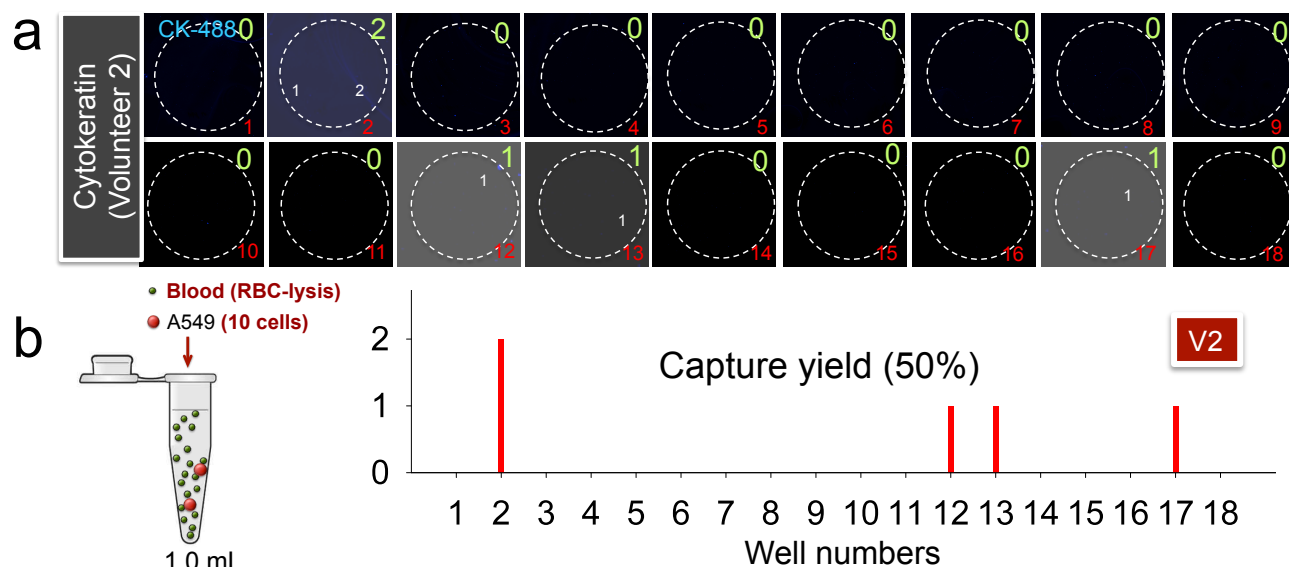 a
Cytokeratin
(Volunteer 2)
CK-488
0 2 0 0 0 0 0 0 0
1 2
1 2 3 4 5 6 7 8 9
0 0 1 1 0 0 0 1 0
1 1 1
10 11 12 13 14 15 16 17 18
b
Blood (RBC-lysis)
A549 (10 cells)
1.0 ml
Capture yield (50%)
V2
2
1
0
1 2 3 4 5 6 7 8 9 10 11 12 13 14 15 16 17 18
Well numbers